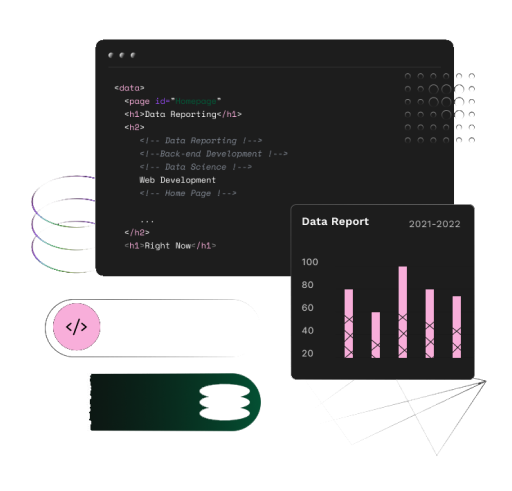 <data>
<page id="Homepage"
<h1>Data Reporting</h1>
<h2>
<!-- Data Reporting !-->
<!--Back-end Development !-->
<!-- Data Science !-->
Web Development
<!-- Home Page !-->
...
</h2>
<h1>Right Now</h1>
Data Report 2021-2022
100
80
60
40
20
</>